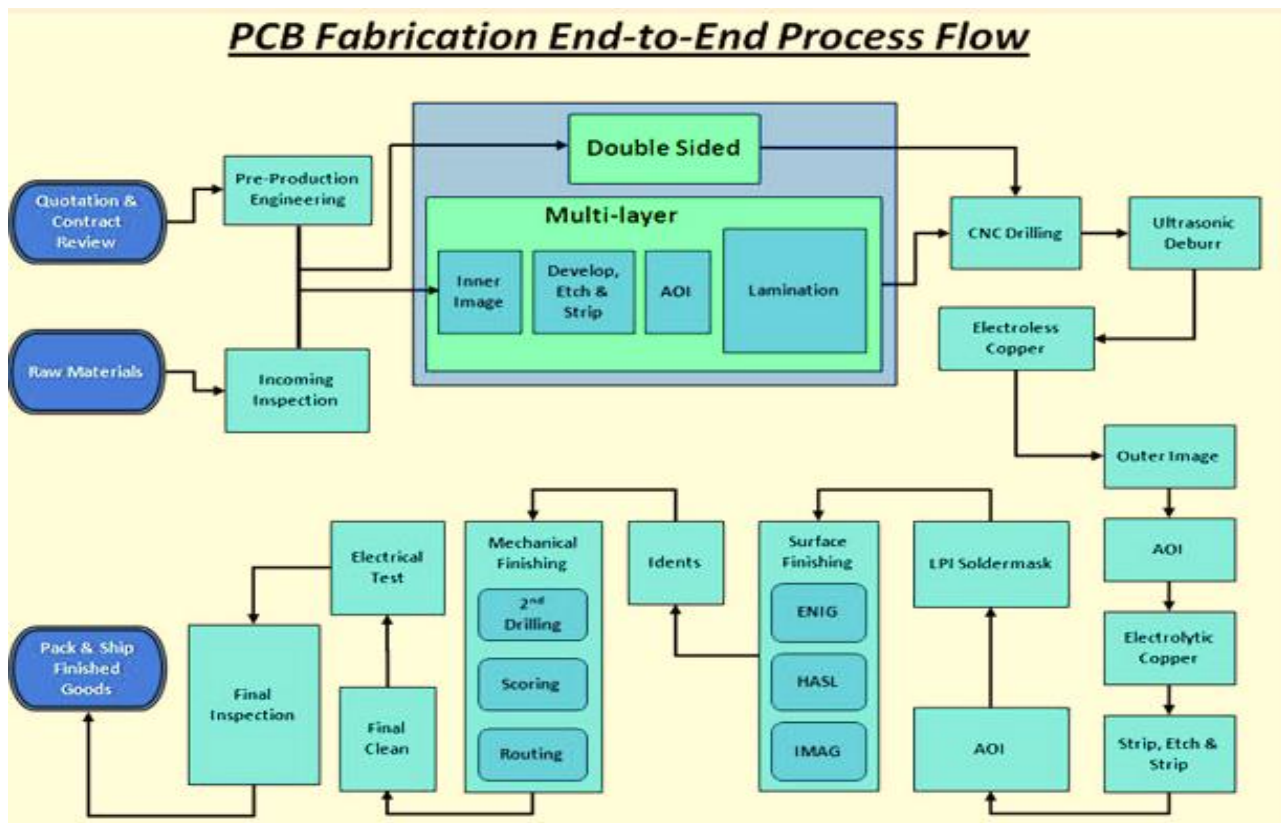 PCB Fabrication End-to-End Process Flow
Quotation &
Contract
Review
Pre-Production
Engineering
Raw Materials
Incoming
Inspection
Double Sided
Multi-layer
Inner
Image
Develop,
Etch &
Strip
AOI
Lamination
CNC Drilling
Ultrasonic
Deburr
Electroless
Copper
Outer Image
AOI
Electrolytic
Copper
Strip, Etch &
Strip
AOI
LPI Soldermask
Surface
Finishing
ENIG
HASL
IMAG
Idents
Mechanical
Finishing
2nd
Drilling
Scoring
Routing
Final
Clean
Electrical
Test
Final
Inspection
Pack & Ship
Finished
Goods